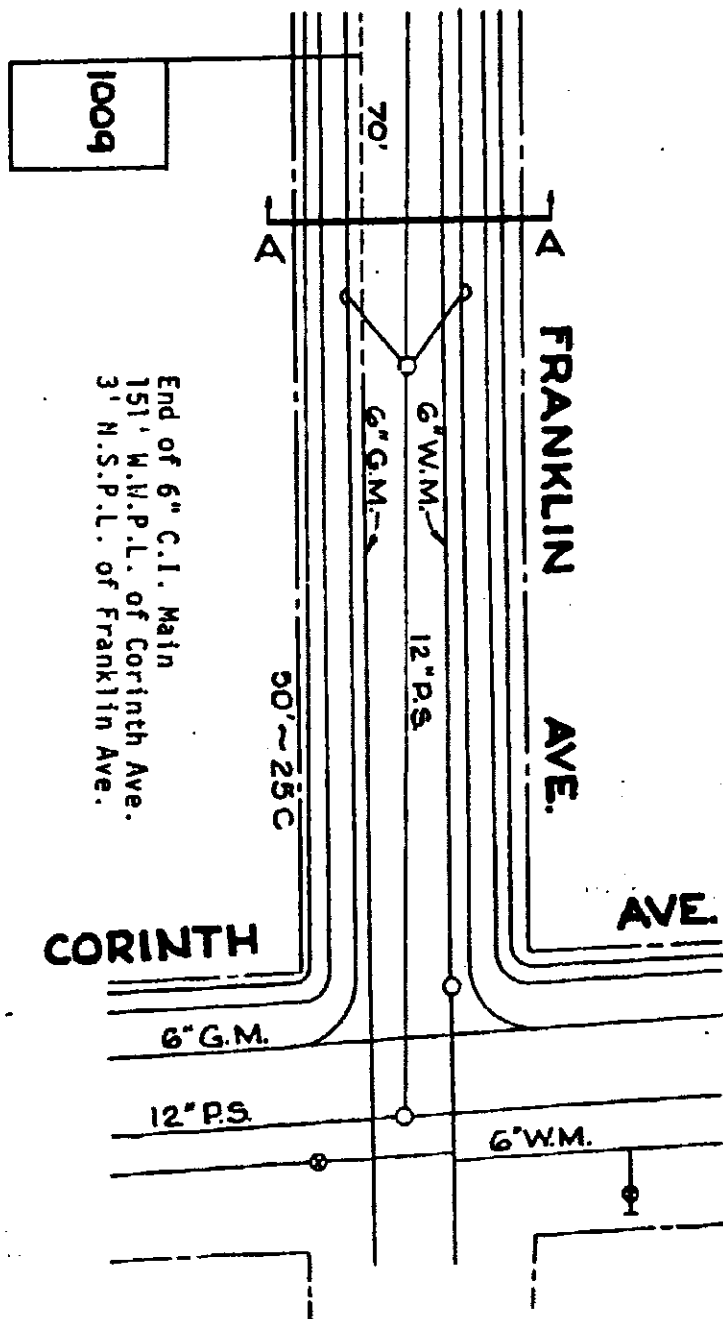 1009
70'
A
A
FRANKLIN AVE.
6" G.M.
6" W.M.
12" P.S.
End of 6" C.I. Main
151' W.W.P.L. of Corinth Ave.
3' N.S.P.L. of Franklin Ave.
50'~25C
CORINTH AVE.
6" G.M.
12" P.S.
6" W.M.